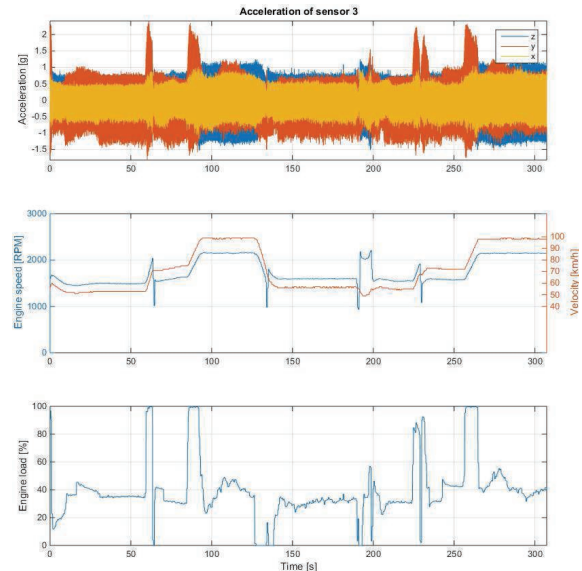 Acceleration of sensor 3
Acceleration [g]
2
1.5
1
0.5
0
-0.5
-1
-1.5
z
y
x
0 50 100 150 200 250 300
Engine speed [RPM]
3000
2000
1000
0
Velocity [km/h]
100
90
80
70
60
50
40
0 50 100 150 200 250 300
Engine load [%]
100
80
60
40
20
0
0 50 100 150 200 250 300
Time [s]